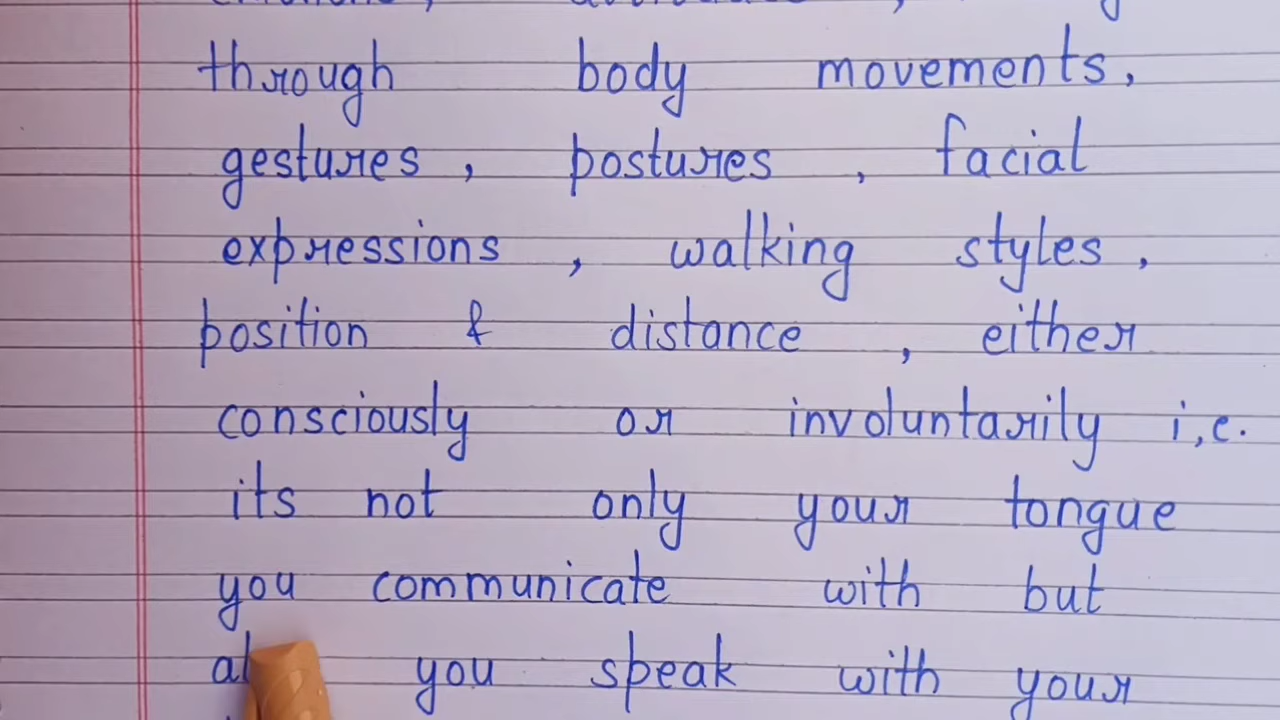 through body movements,
gestures, postures, facial
expressions, walking styles,
position & distance, either
consciously or involuntarily i.e.
its not only your tongue
you communicate with but
you speak with your